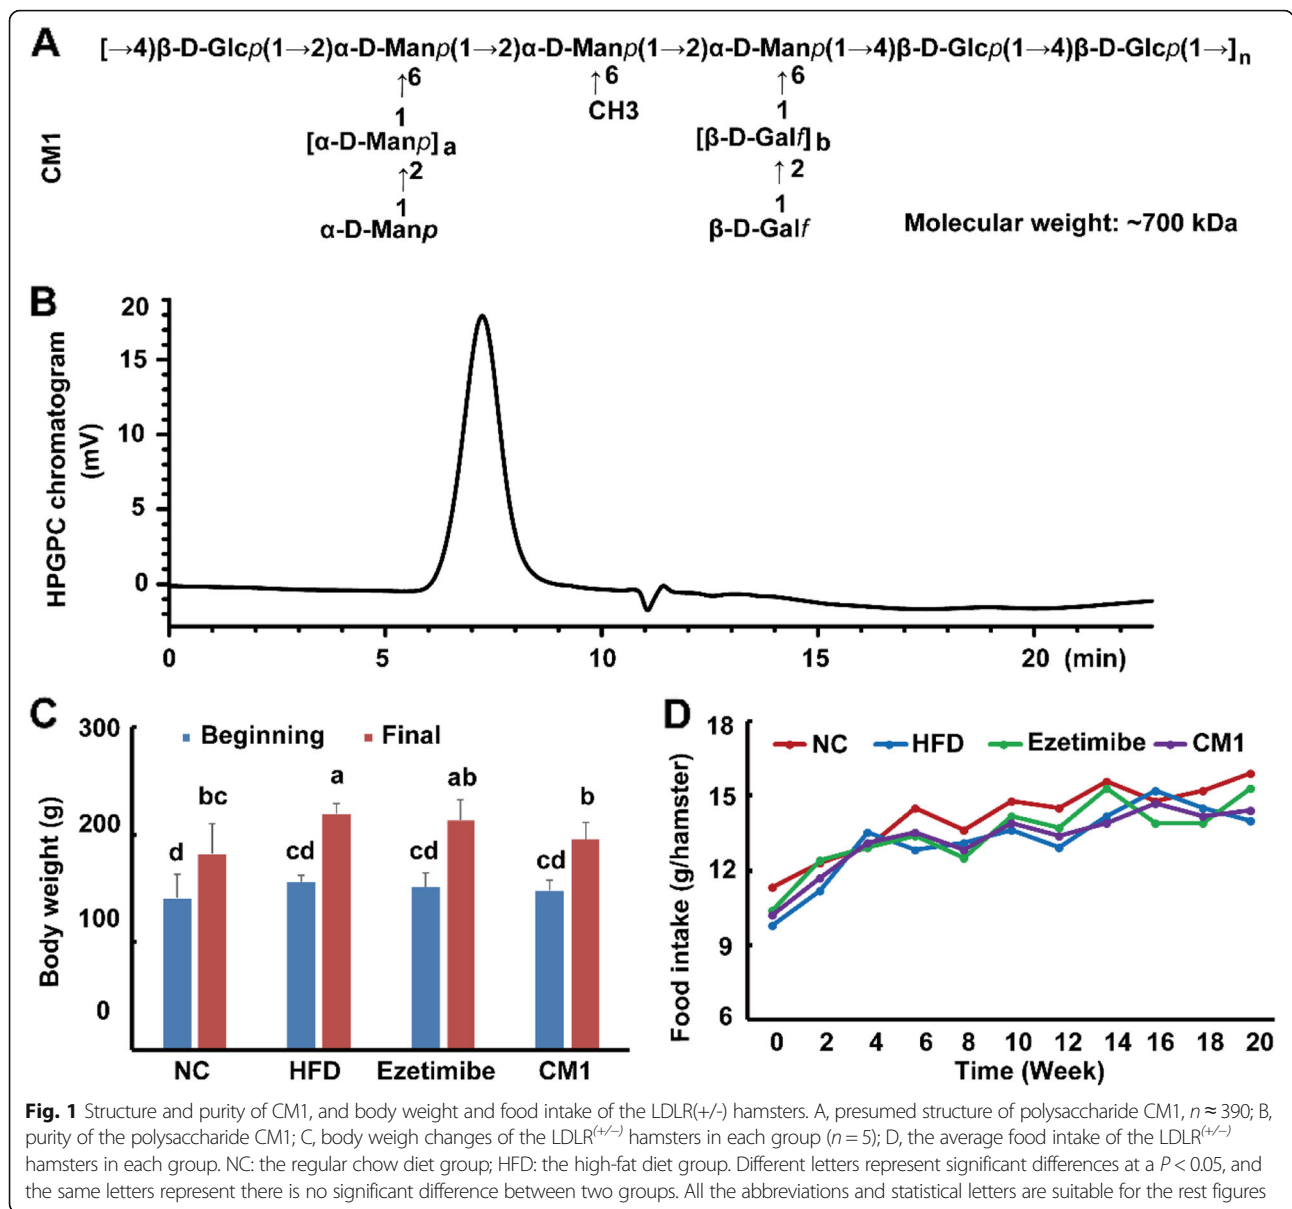 A
[→4)β-D-Glcp(1→2)α-D-Manp(1→2)α-D-Manp(1→2)α-D-Manp(1→4)β-D-Glcp(1→4)β-D-Glcp(1→]n
↑6 ↑6 ↑6
1 CH3 1
[α-D-Manp]a [β-D-Galf]b
↑2 ↑2
1 1
α-D-Manp β-D-Galf
CM1
Molecular weight: ~700 kDa
B
HPGPC chromatogram
(mV)
20
15
10
5
0
0 5 10 15 20 (min)
C
Body weight (g)
300
200
100
0
Beginning Final
d bc cd a cd ab cd b
NC HFD Ezetimibe CM1
D
Food intake (g/hamster)
18
15
12
9
6
NC HFD Ezetimibe CM1
0 2 4 6 8 10 12 14 16 18 20
Time (Week)
Fig. 1 Structure and purity of CM1, and body weight and food intake of the LDLR(+/-) hamsters. A, presumed structure of polysaccharide CM1, n ≈ 390; B,
purity of the polysaccharide CM1; C, body weigh changes of the LDLR(+/−) hamsters in each group (n = 5); D, the average food intake of the LDLR(+/−)
hamsters in each group. NC: the regular chow diet group; HFD: the high-fat diet group. Different letters represent significant differences at a P < 0.05, and
the same letters represent there is no significant difference between two groups. All the abbreviations and statistical letters are suitable for the rest figures